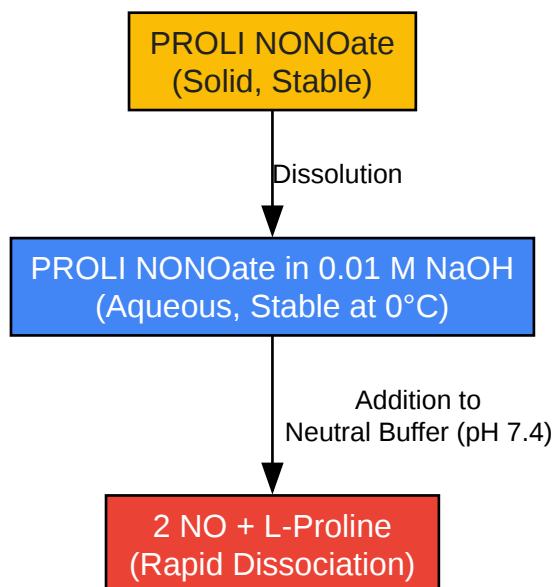 PROLI NONOate
(Solid, Stable)
Dissolution
PROLI NONOate in 0.01 M NaOH
(Aqueous, Stable at 0°C)
Addition to
Neutral Buffer (pH 7.4)
2 NO + L-Proline
(Rapid Dissociation)